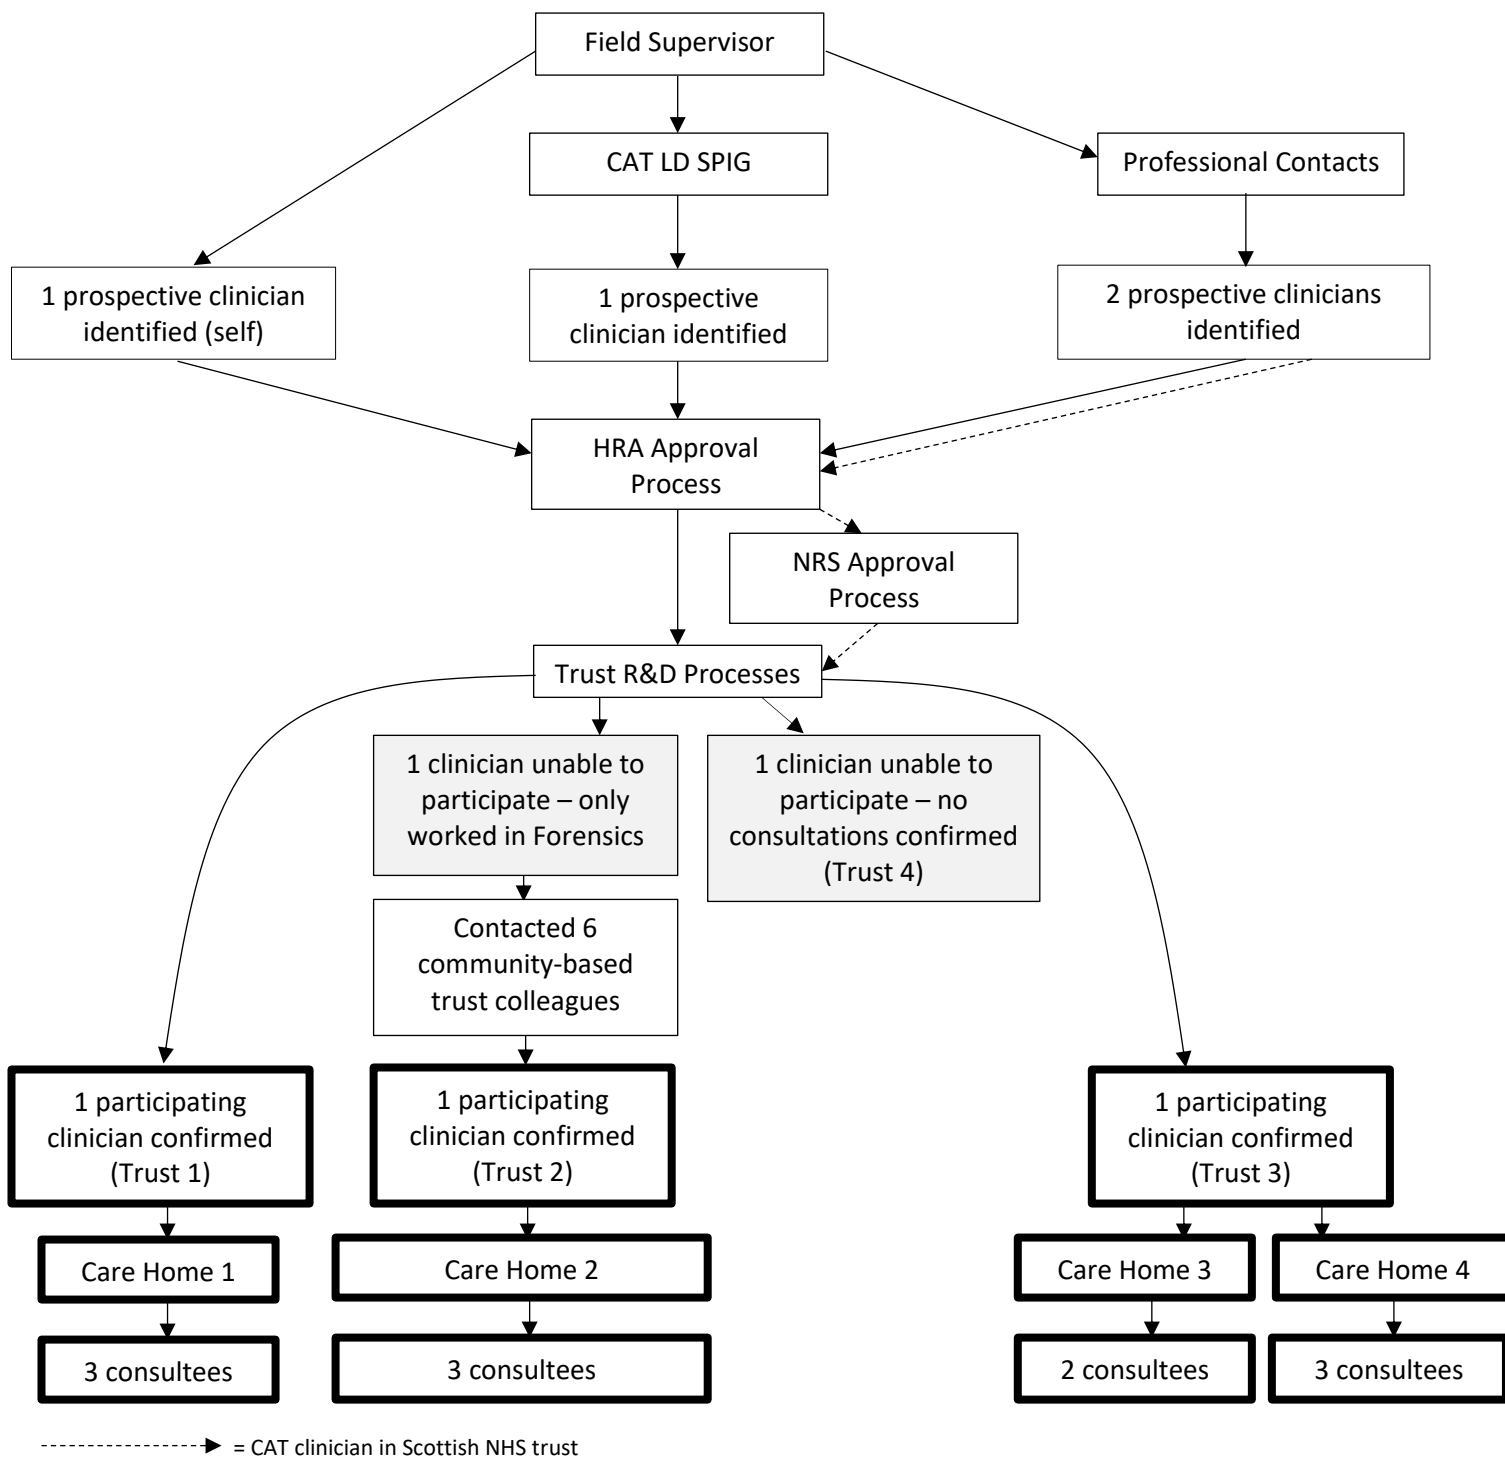 Field Supervisor
CAT LD SPIG
Professional Contacts
1 prospective clinician
identified (self)
1 prospective
clinician identified
2 prospective clinicians
identified
HRA Approval
Process
NRS Approval
Process
Trust R&D Processes
1 clinician unable to
participate – only
worked in Forensics
1 clinician unable to
participate – no
consultations confirmed
(Trust 4)
Contacted 6
community-based
trust colleagues
1 participating
clinician confirmed
(Trust 1)
1 participating
clinician confirmed
(Trust 2)
1 participating
clinician confirmed
(Trust 3)
Care Home 1
Care Home 2
Care Home 3
Care Home 4
3 consultees
3 consultees
2 consultees
3 consultees
= CAT clinician in Scottish NHS trust